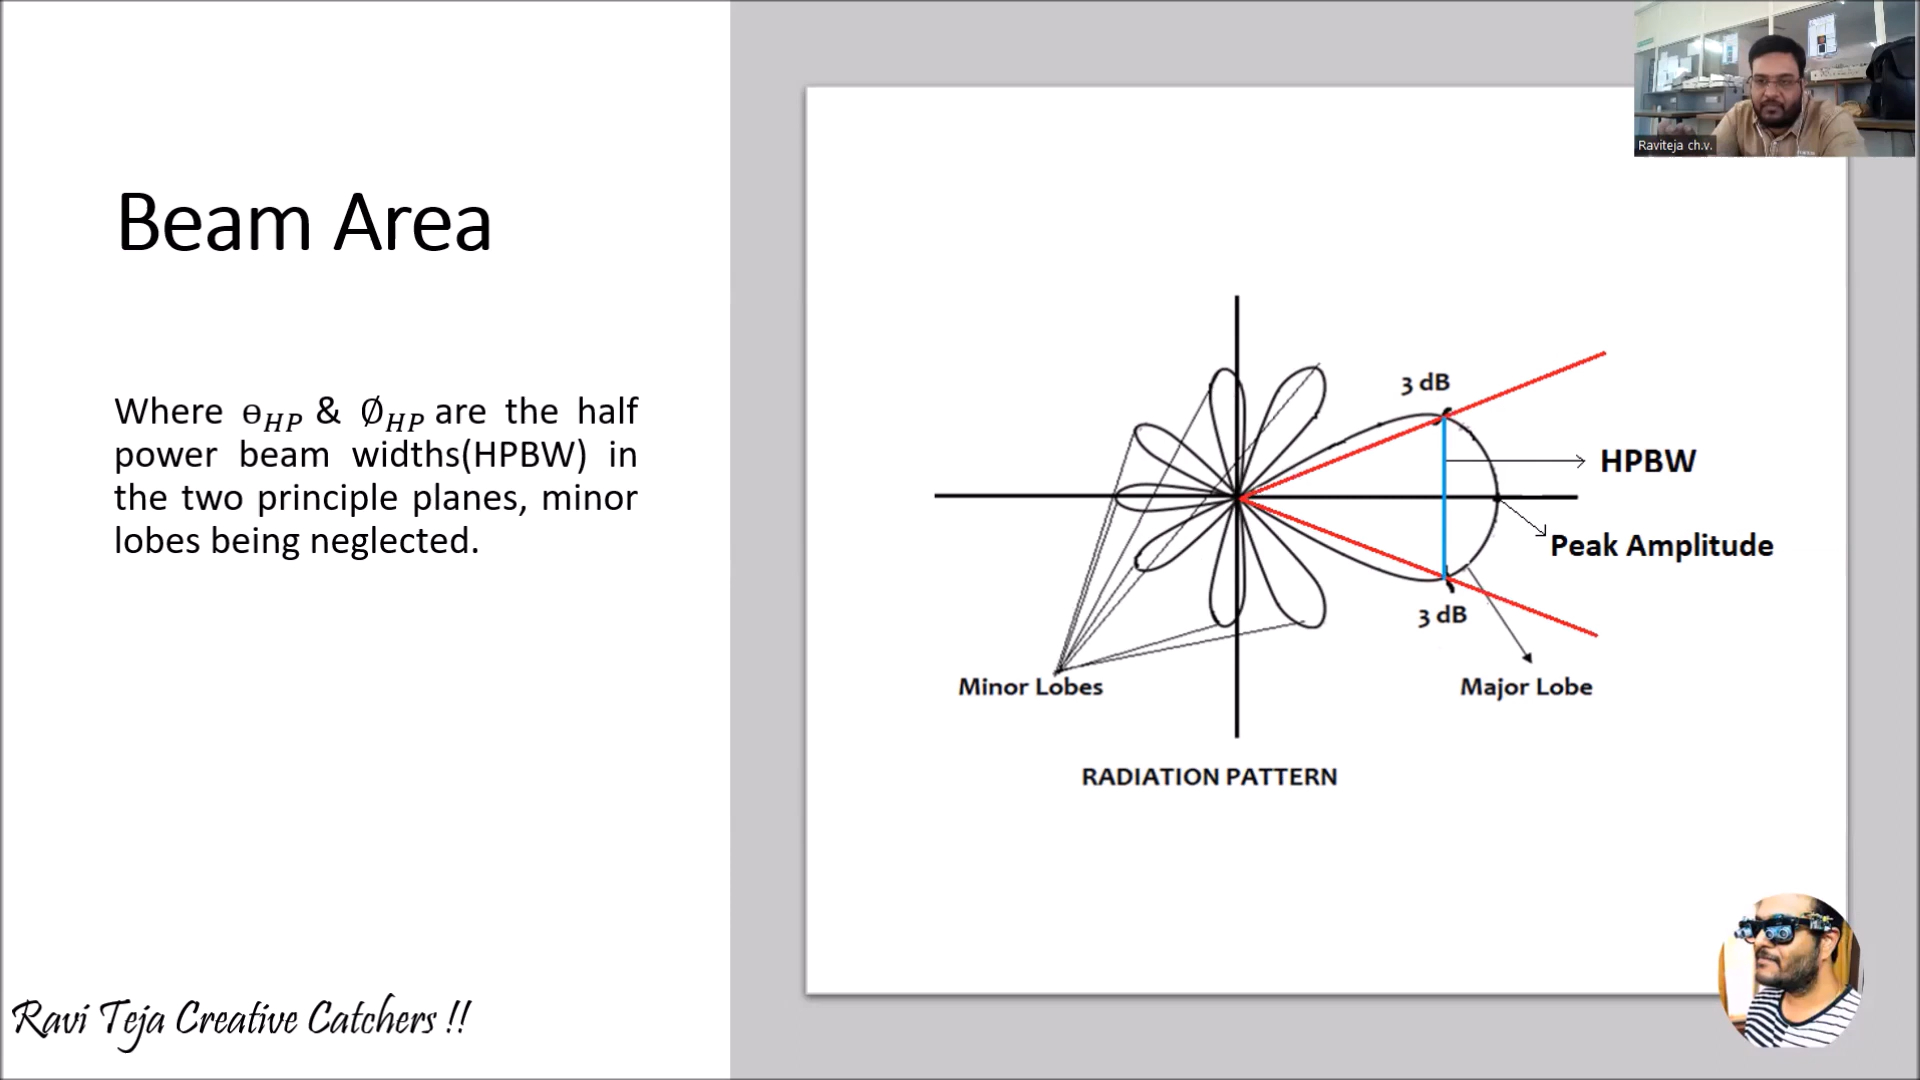 Beam Area
Where ɵ_HP & ∅_HP are the half
power beam widths(HPBW) in
the two principle planes, minor
lobes being neglected.
Ravi Teja Creative Catchers !!
Raviteja ch.v.
3 dB
HPBW
Peak Amplitude
3 dB
Minor Lobes
Major Lobe
RADIATION PATTERN